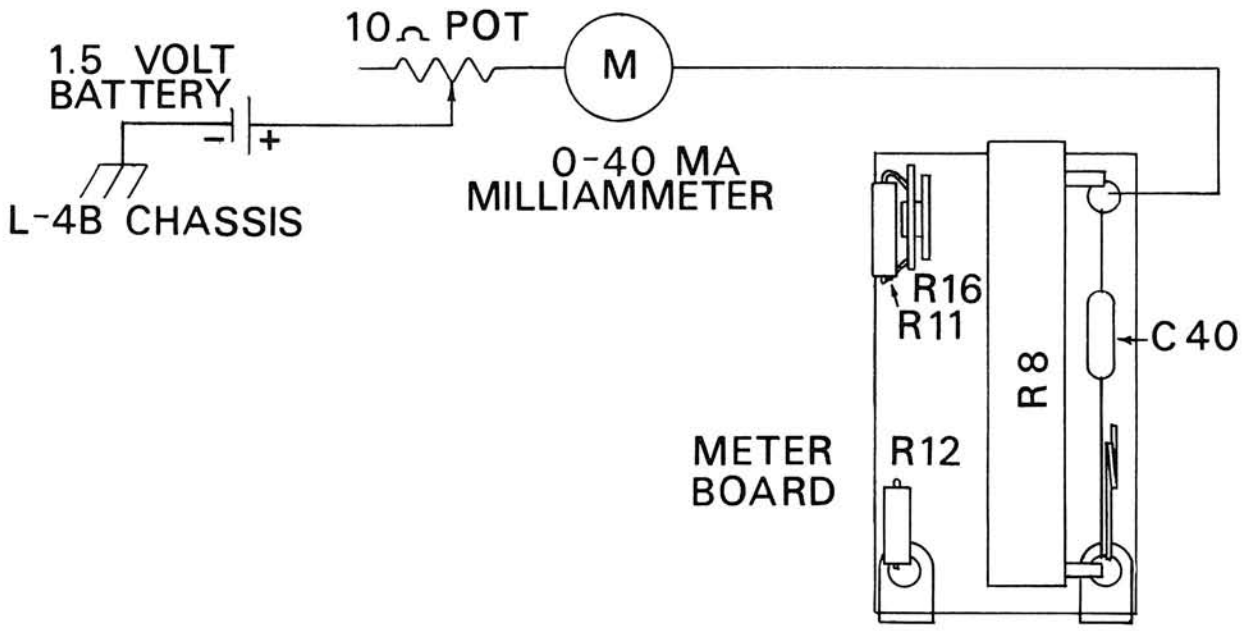 10Ω POT
1.5 VOLT
BATTERY
M
- +
0-40 MA
MILLIAMMETER
L-4B CHASSIS
R16
R11
C40
R8
METER
BOARD
R12